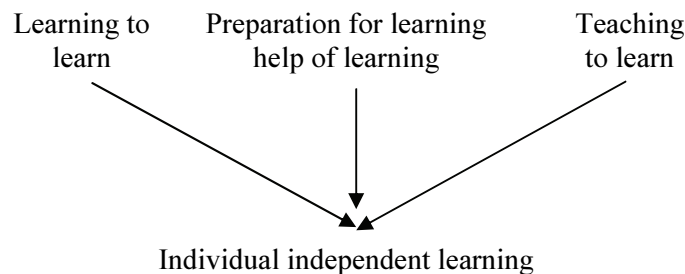 Learning to
learn
Preparation for learning
help of learning
Teaching
to learn
Individual independent learning